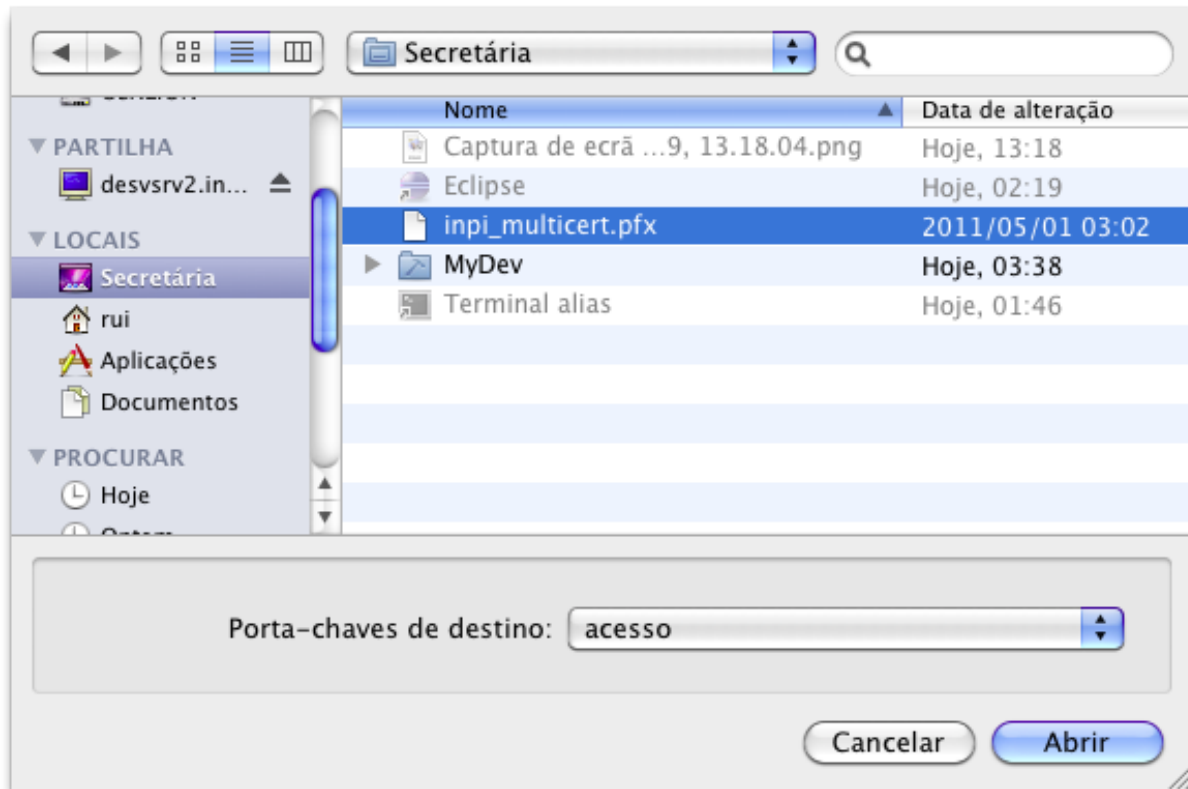 Secretária
Nome Data de alteração
Captura de ecrã ...9, 13.18.04.png Hoje, 13:18
Eclipse Hoje, 02:19
inpi_multicert.pfx 2011/05/01 03:02
MyDev Hoje, 03:38
Terminal alias Hoje, 01:46
PARTILHA
desvsrv2.in...
LOCAIS
Secretária
rui
Aplicações
Documentos
PROCURAR
Hoje
Porta-chaves de destino: acesso
Cancelar Abrir